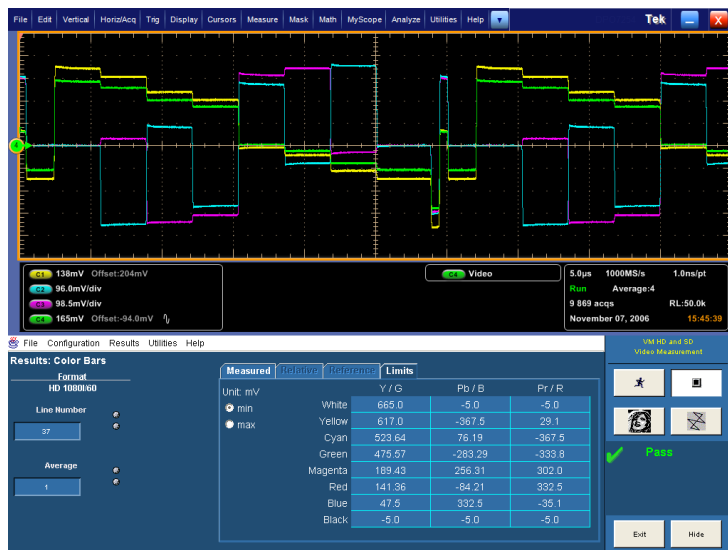 File Edit Vertical Horiz/Acq Trig Display Cursors Measure Mask Math MyScope Analyze Utilities Help Tek X
4
C1 138mV Offset:204mV
C2 96.0mV/div
C3 98.5mV/div
C4 165mV Offset:-94.0mV
C4 Video
5.0µs 1000MS/s 1.0ns/pt
Run Average:4
9 869 acqs RL:50.0k
November 07, 2006 15:45:39
File Configuration Results Utilities Help
VM HD and SD
Video Measurement
Results: Color Bars
Format
HD 1080I/60
Line Number
37
Average
1
Measured Relative Reference Limits
Unit: mV Y / G Pb / B Pr / R
min
max
White 665.0 -5.0 -5.0
Yellow 617.0 -367.5 29.1
Cyan 523.64 76.19 -367.5
Green 475.57 -283.29 -333.8
Magenta 189.43 256.31 302.0
Red 141.36 -84.21 332.5
Blue 47.5 332.5 -35.1
Black -5.0 -5.0 -5.0
Pass
Exit Hide